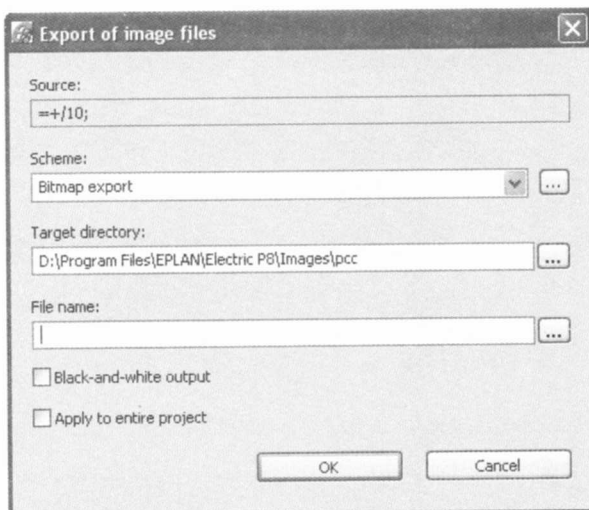 Export of image files
Source:
=+/10;
Scheme:
Bitmap export
...
Target directory:
D:\Program Files\EPLAN\Electric P8\Images\pcc
...
File name:
...
Black-and-white output
Apply to entire project
OK
Cancel